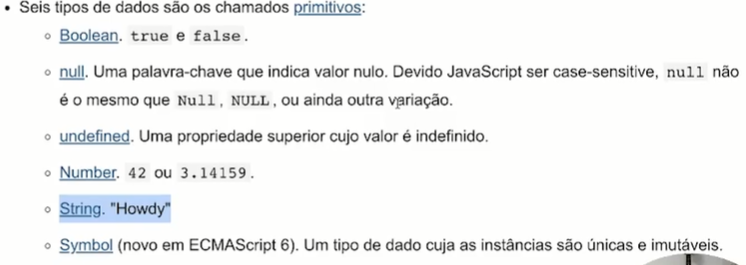 • Seis tipos de dados são os chamados primitivos:
◦ Boolean. true e false.
◦ null. Uma palavra-chave que indica valor nulo. Devido JavaScript ser case-sensitive, null não
é o mesmo que Null, NULL, ou ainda outra variação.
◦ undefined. Uma propriedade superior cujo valor é indefinido.
◦ Number. 42 ou 3.14159.
◦ String. "Howdy"
◦ Symbol (novo em ECMAScript 6). Um tipo de dado cuja as instâncias são únicas e imutáveis.